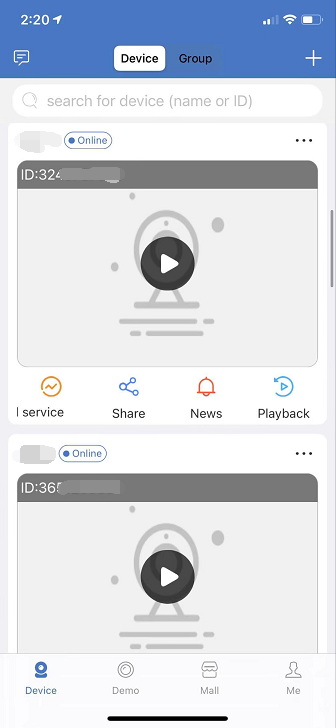 2:20
Device Group
search for device (name or ID)
Online
ID:324
l service Share News Playback
Online
ID:365
Device Demo Mall Me